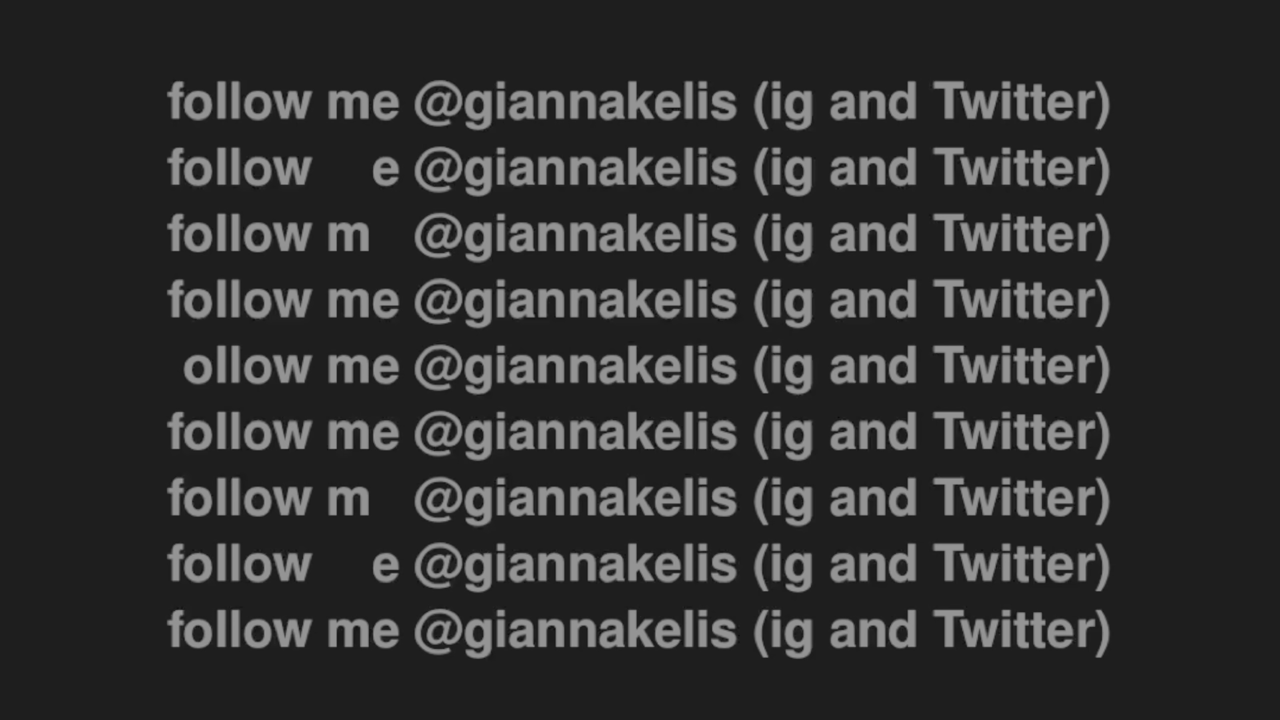 follow me @giannakelis (ig and Twitter)
follow e @giannakelis (ig and Twitter)
follow m @giannakelis (ig and Twitter)
follow me @giannakelis (ig and Twitter)
ollow me @giannakelis (ig and Twitter)
follow me @giannakelis (ig and Twitter)
follow m @giannakelis (ig and Twitter)
follow e @giannakelis (ig and Twitter)
follow me @giannakelis (ig and Twitter)